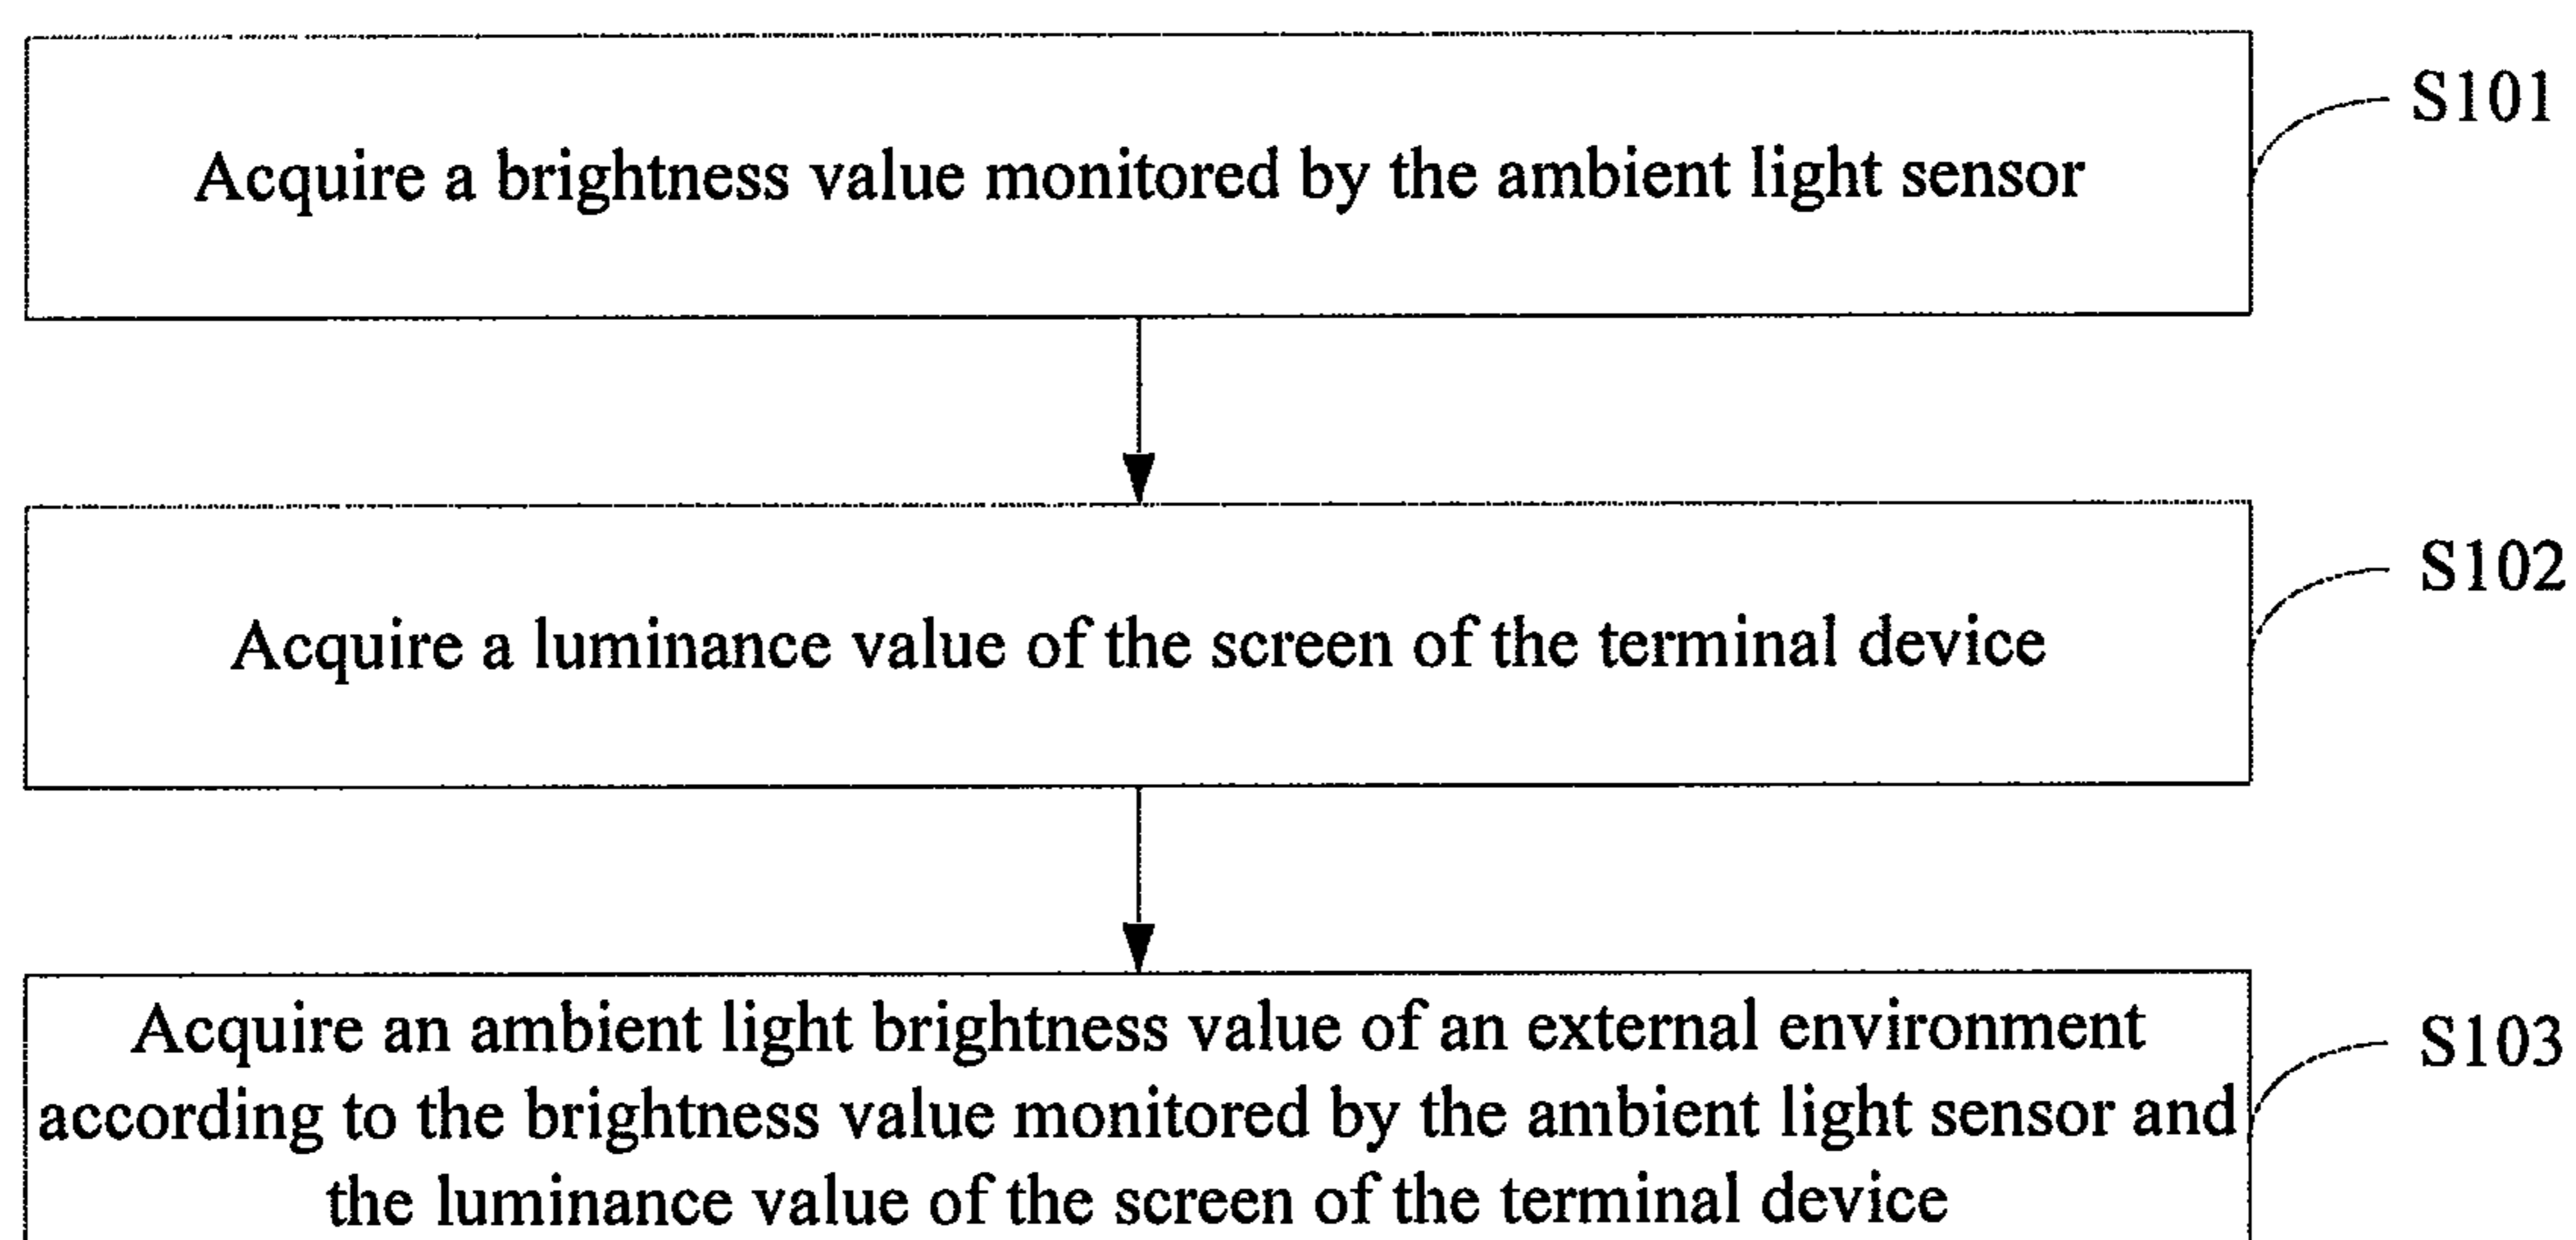 S101
Acquire a brightness value monitored by the ambient light sensor
S102
Acquire a luminance value of the screen of the terminal device
Acquire an ambient light brightness value of an external environment
S103
according to the brightness value monitored by the ambient light sensor and
the luminance value of the screen of the terminal device